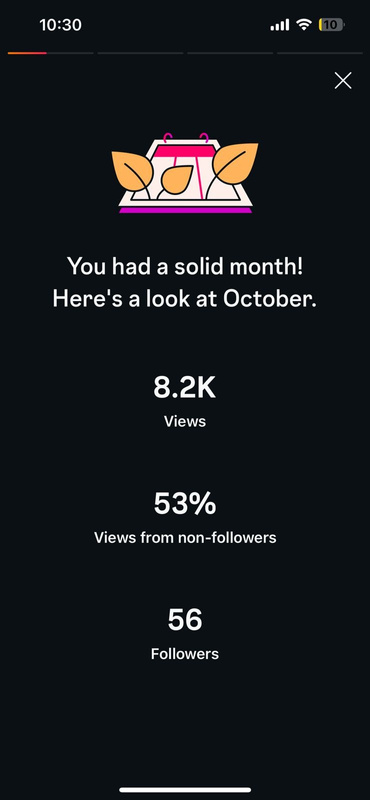 10:30
10
You had a solid month!
Here's a look at October.
8.2K
Views
53%
Views from non-followers
56
Followers